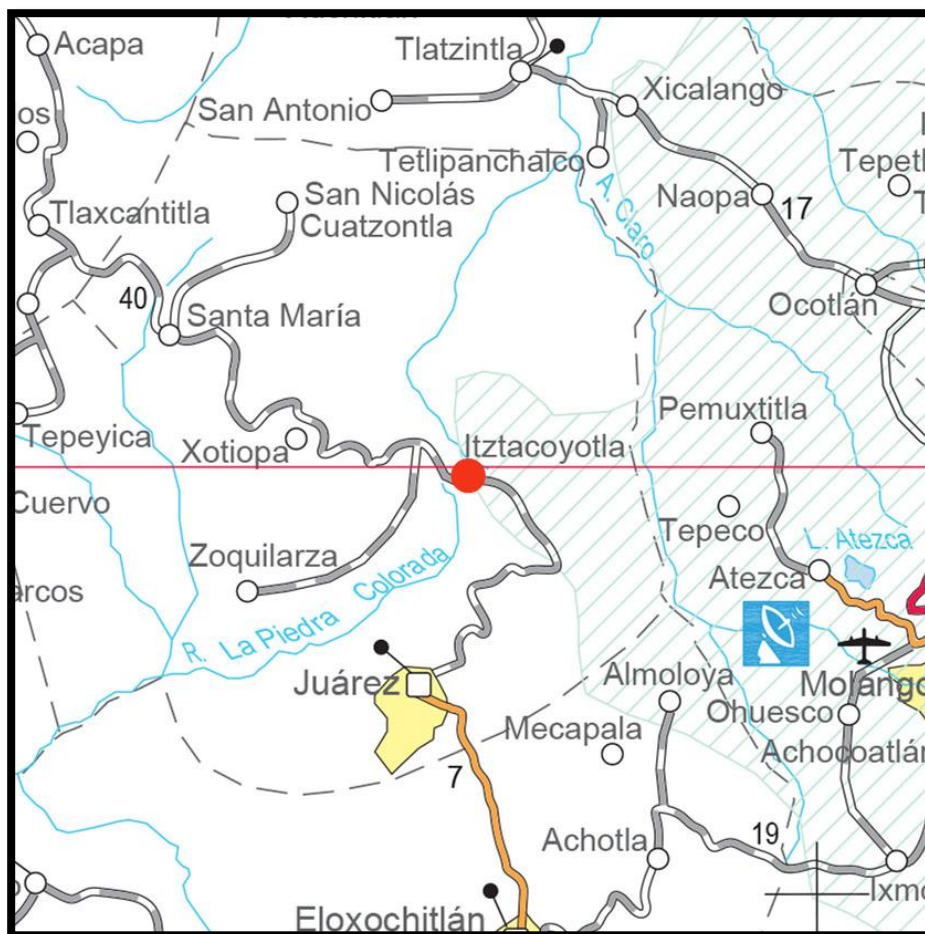 Acapa
Tlatzintla
San Antonio
Xicalango
os
Tetlipanchalco
Tepetl
Tlaxcantitla
San Nicolás
Cuatzontla
A. Claro
Naopa
17
40
Santa María
Ocotlán
Pemuxtitla
Tepeyica
Xotiopa
Itztacoyotla
Cuervo
Tepeco
L. Atezca
Zoquilarza
Atezca
arcos
R. La Piedra Colorada
Juárez
Almoloya
Molango
Ohuesco
Mecapala
Achocoatlán
7
Achotla
19
Ixmo
Eloxochitlán